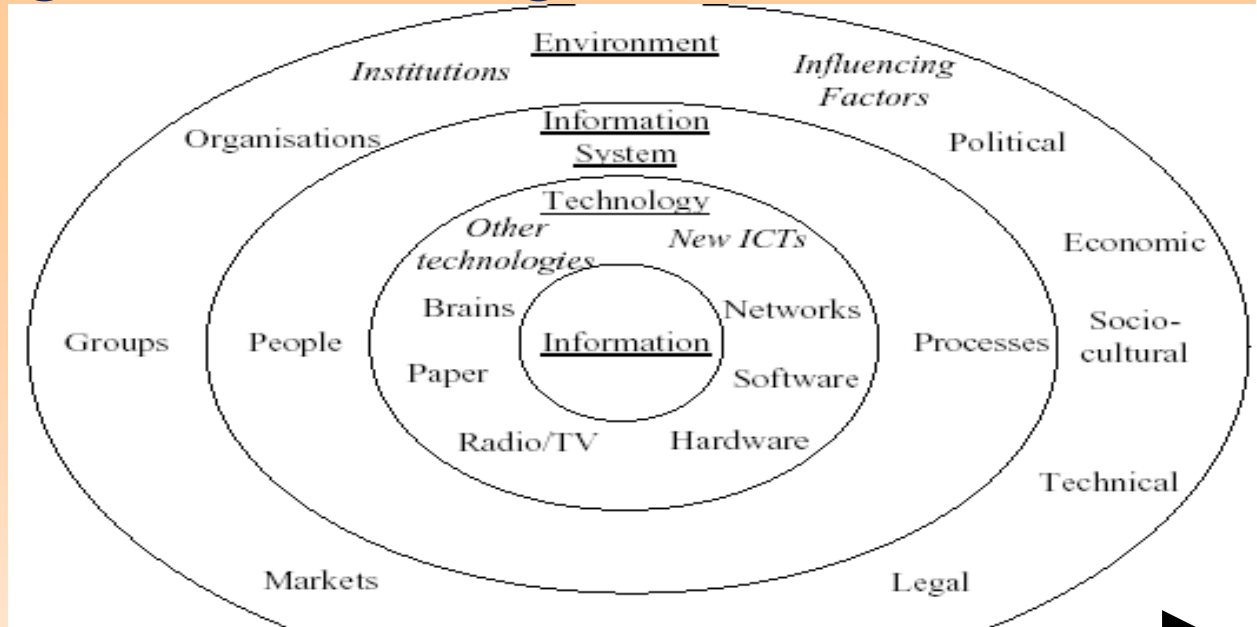 Environment
Institutions
Influencing
Factors
Organisations
Information
System
Political
Technology
Other
technologies
New ICTs
Economic
Brains
Networks
Groups
People
Information
Processes
Socio-
cultural
Paper
Software
Radio/TV
Hardware
Technical
Markets
Legal